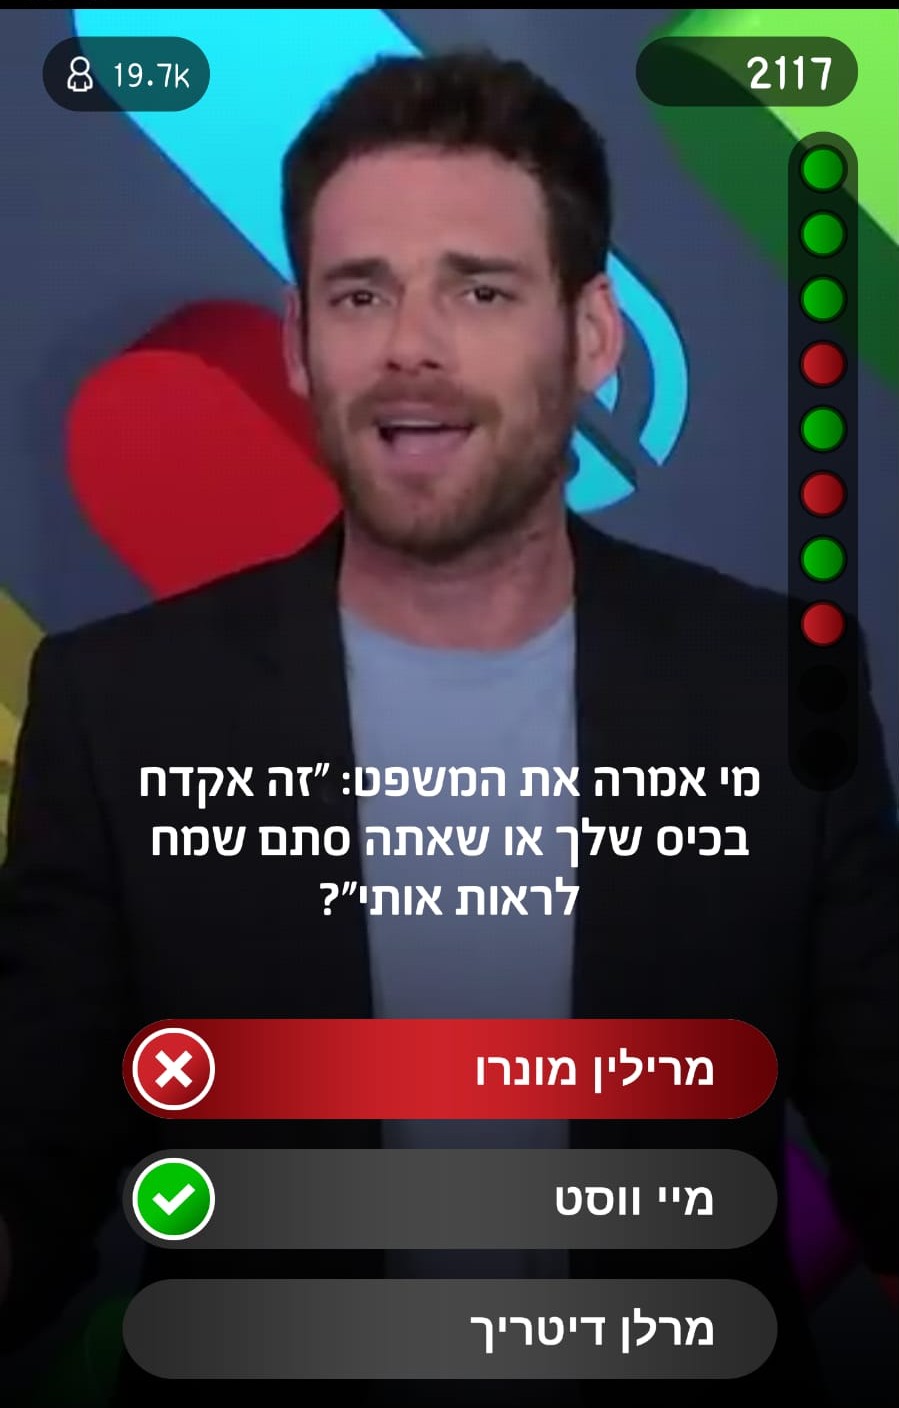 19.7k
2117
מי אמרה את המשפט: "זה אקדח
בכיס שלך או שאתה סתם שמח
לראות אותי"?
מרילין מונרו
מיי ווסט
מרלן דיטריך